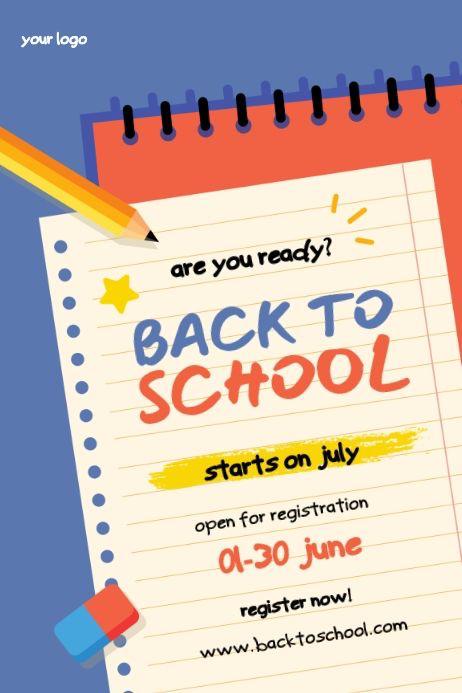 your logo
are you ready?
BACK TO
SCHOOL
starts on july
open for registration
01-30 june
register now!
www.backtoschool.com